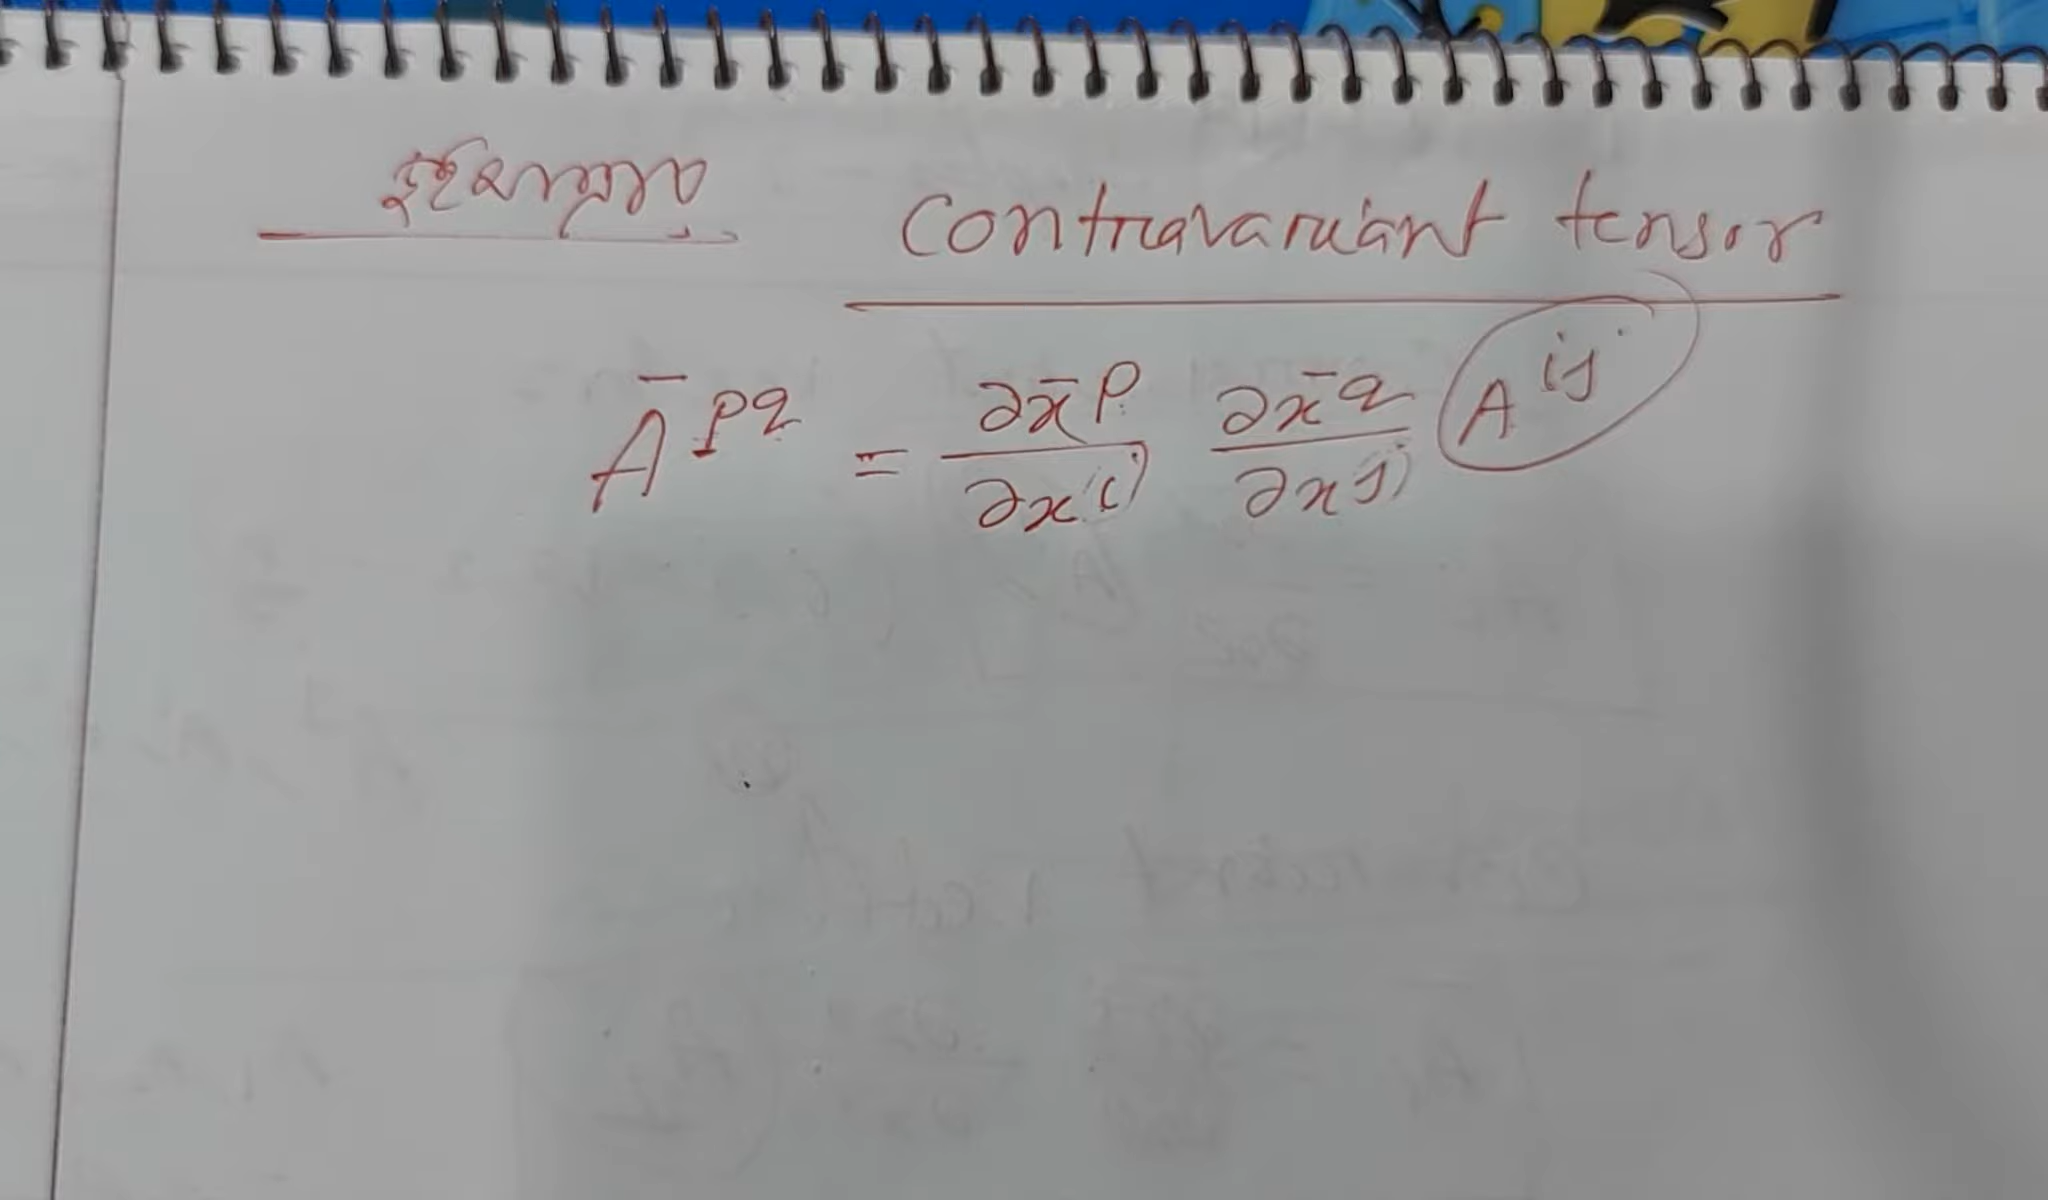 Contravariant tensor
Ā^{pq} = ∂x̄^p/∂x^i ∂x̄^q/∂x^j A^{ij}